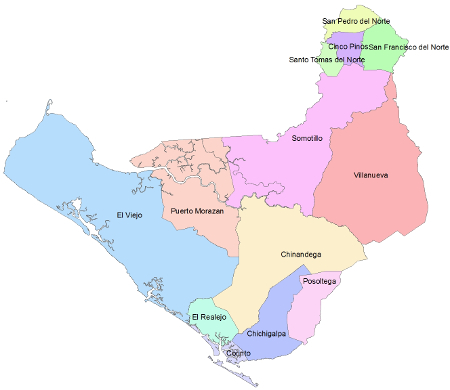 San Pedro del Norte
Cinco Pinos
San Francisco del Norte
Santo Tomas del Norte
Somotillo
Villanueva
El Viejo
Puerto Morazan
Chinandega
Posoltega
El Realejo
Chichigalpa
Corinto